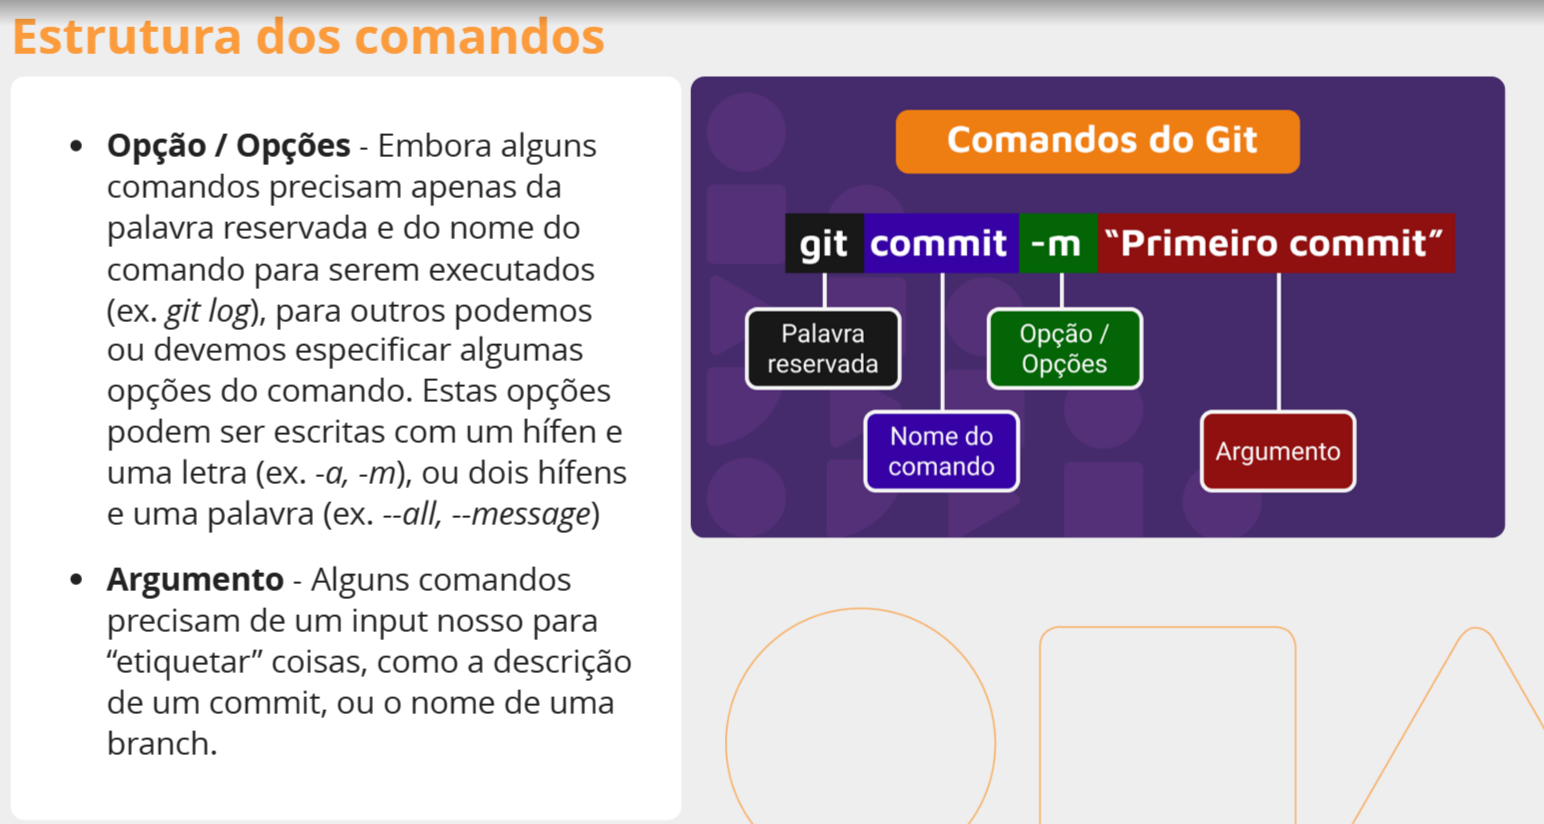 Estrutura dos comandos
• Opção / Opções - Embora alguns
comandos precisam apenas da
palavra reservada e do nome do
comando para serem executados
(ex. git log), para outros podemos
ou devemos especificar algumas
opções do comando. Estas opções
podem ser escritas com um hífen e
uma letra (ex. -a, -m), ou dois hífens
e uma palavra (ex. --all, --message)
• Argumento - Alguns comandos
precisam de um input nosso para
“etiquetar” coisas, como a descrição
de um commit, ou o nome de uma
branch.
Comandos do Git
git commit -m “Primeiro commit”
Palavra
reservada
Opção /
Opções
Nome do
comando
Argumento